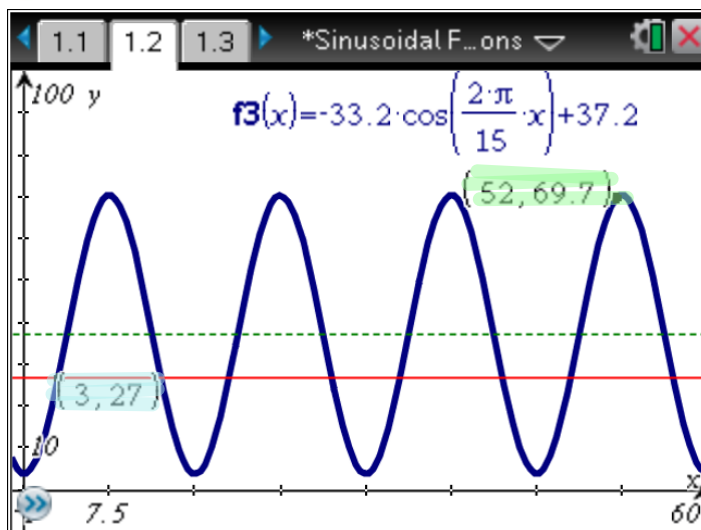 1.1 1.2 1.3 *Sinusoidal F...ons
100 y
f3(x)=-33.2·cos(2·π/15·x)+37.2
(52,69.7)
(3,27)
10
x
7.5 60